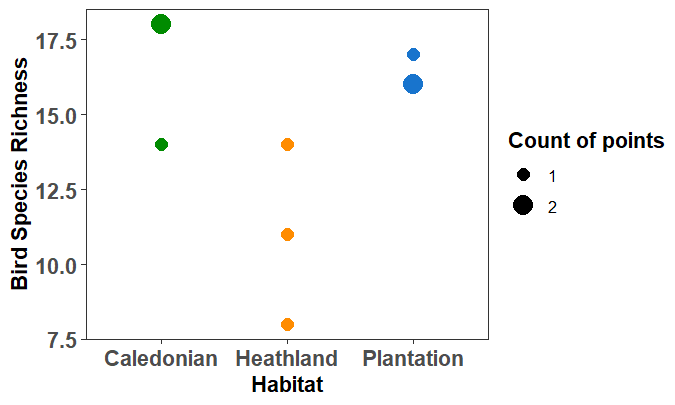 Bird Species Richness
17.5
15.0
12.5
10.0
7.5
Caledonian Heathland Plantation
Habitat
Count of points
1
2